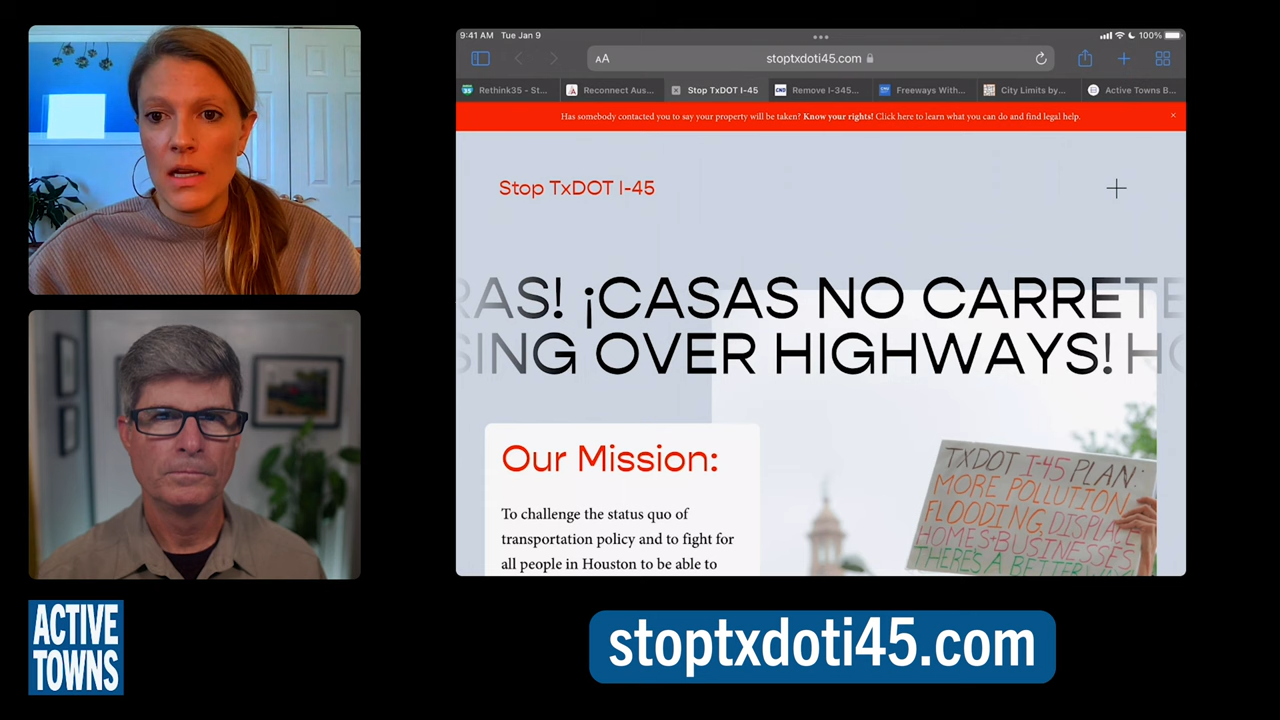 9:41 AM Tue Jan 9
100%
AA
stoptxdoti45.com
Rethink35 - St...
Reconnect Aus...
Stop TxDOT I-45
Remove I-345...
Freeways With...
City Limits by...
Active Towns B...
Has somebody contacted you to say your property will be taken? Know your rights! Click here to learn what you can do and find legal help.
Stop TxDOT I-45
RAS! ¡CASAS NO CARRETE
SING OVER HIGHWAYS! HO
Our Mission:
To challenge the status quo of
transportation policy and to fight for
all people in Houston to be able to
TXDOT I-45 PLAN:
MORE POLLUTION,
FLOODING, DISPLACE
HOMES+BUSINESSES
THERE'S A BETTER WAY
ACTIVE
TOWNS
stoptxdoti45.com